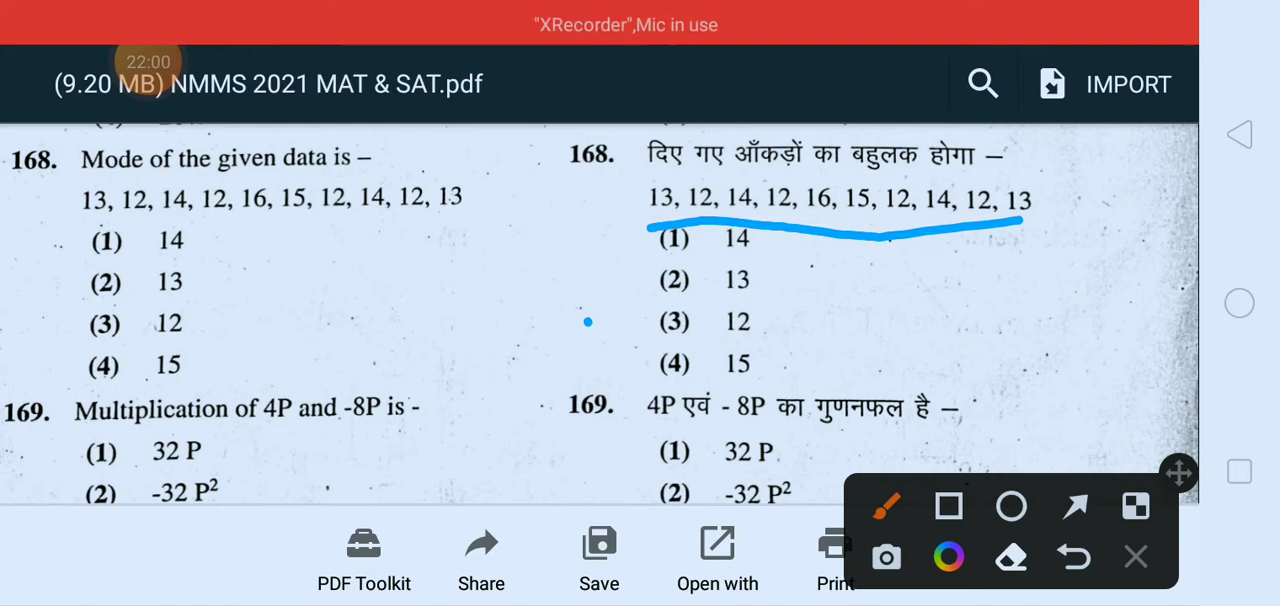 "XRecorder",Mic in use
22:00
(9.20 MB) NMMS 2021 MAT & SAT.pdf
IMPORT
168. Mode of the given data is –
13, 12, 14, 12, 16, 15, 12, 14, 12, 13
(1) 14
(2) 13
(3) 12
(4) 15
169. Multiplication of 4P and -8P is -
(1) 32 P
(2) -32 P²
168. दिए गए आँकड़ों का बहुलक होगा –
13, 12, 14, 12, 16, 15, 12, 14, 12, 13
(1) 14
(2) 13
(3) 12
(4) 15
169. 4P एवं - 8P का गुणनफल है –
(1) 32 P
(2) -32 P²
PDF Toolkit
Share
Save
Open with
Print